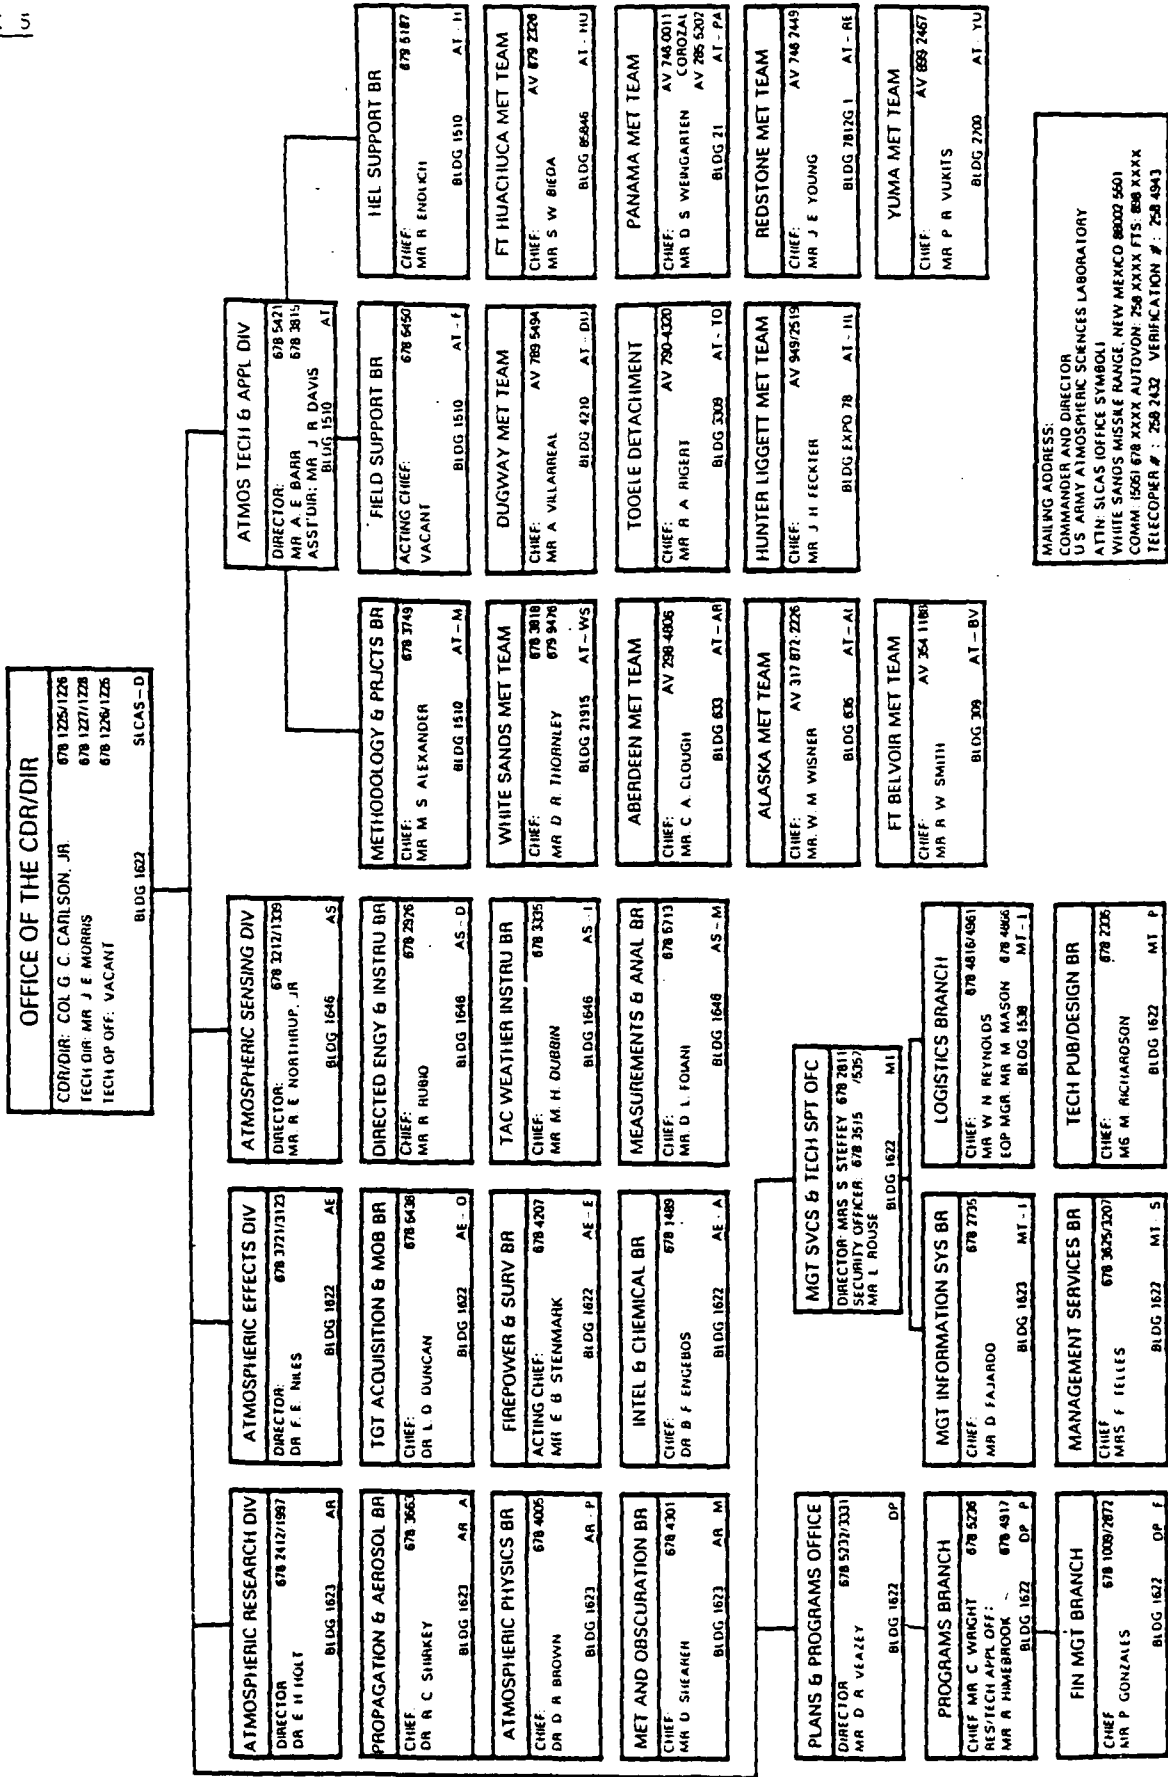 OFFICE OF THE CDR/DIR
CDR/DIR: COL G. C. CARLSON, JR. 678 1225/1226
TECH DIR: MR J E MORRIS 678 1227/1228
TECH OP OFF: VACANT 678 1226/1225
BLDG 1622 SLCAS-D
ATMOSPHERIC RESEARCH DIV
DIRECTOR 678 2412/1997
DR E H HOLT
BLDG 1623 AR
PROPAGATION & AEROSOL BR
CHIEF: 678 3663
DR R C SHIRKEY
BLDG 1623 AR A
ATMOSPHERIC PHYSICS BR
CHIEF: 678 4005
DR D R BROWN
BLDG 1623 AR - P
MET AND OBSCURATION BR
CHIEF: 678 4301
MR D SHEARER
BLDG 1623 AR M
ATMOSPHERIC EFFECTS DIV
DIRECTOR: 678 3721/3123
DR F. E. NILES
BLDG 1622 AE
TGT ACQUISITION & MOB BR
CHIEF: 678 6438
DR L. D DUNCAN
BLDG 1622 AE - O
FIREPOWER & SURV BR
ACTING CHIEF: 678 4207
MR E B STENMARK
BLDG 1622 AE - E
INTEL & CHEMICAL BR
CHIEF: 678 1489
DR B F ENGEBOS
BLDG 1622 AE - A
ATMOSPHERIC SENSING DIV
DIRECTOR: 678 3212/1339
MR. R E NORTHRUP, JR
BLDG 1646 AS
DIRECTED ENGY & INSTRU BR
CHIEF: 678 2926
MR R RUBIO
BLDG 1646 AS - D
TAC WEATHER INSTRU BR
CHIEF: 678 3335
MR M. H. DUBBIN
BLDG 1646 AS - I
MEASUREMENTS & ANAL BR
CHIEF: 678 5713
MR. D L FOIANI
BLDG 1646 AS - M
ATMOS TECH & APPL DIV
DIRECTOR: 678 5421
MR A. E BARR 678 3815
ASST DIR: MR J R DAVIS
BLDG 1510 AT
METHODOLOGY & PRJCTS BR
CHIEF: 678 3749
MR M S ALEXANDER
BLDG 1510 AT - M
WHITE SANDS MET TEAM
CHIEF: 678 3818
MR D R. THORNLEY 679 9476
BLDG 21915 AT - WS
ABERDEEN MET TEAM
CHIEF: AV 298-4806
MR. C A. CLOUGH
BLDG 633 AT - AB
ALASKA MET TEAM
CHIEF: AV 317 872-2226
MR. W. M WISNER
BLDG 636 AT - AL
FT BELVOIR MET TEAM
CHIEF: AV 354 1188
MR R W SMITH
BLDG 309 AT - BV
FIELD SUPPORT BR
ACTING CHIEF: 678 6450
VACANT
BLDG 1510 AT - F
DUGWAY MET TEAM
CHIEF: AV 789 5494
MR A VILLARREAL
BLDG 4210 AT - DU
TOOELE DETACHMENT
CHIEF: AV 790-4320
MR R A RIGERT
BLDG 3309 AT - TO
HUNTER LIGGETT MET TEAM
CHIEF: AV 949/2519
MR J H FECKTER
BLDG EXPO 78 AT - HL
HEL SUPPORT BR
CHIEF: 679 5187
MR R ENDLICH
BLDG 1510 AT - H
FT HUACHUCA MET TEAM
CHIEF: AV 879 2326
MR S W BIEDA
BLDG 85846 AT - HU
PANAMA MET TEAM
CHIEF: AV 746 0011
MR D S WEINGARTEN COROZAL
AV 285 5202
BLDG 21 AT - PA
REDSTONE MET TEAM
CHIEF: AV 746 2449
MR J E YOUNG
BLDG 7812G 1 AT - RE
YUMA MET TEAM
CHIEF: AV 899 2467
MR P R VUKITS
BLDG 2700 AT - YU
PLANS & PROGRAMS OFFICE
DIRECTOR 678 5232/3331
MR D R VEAZEY
BLDG 1622 OP
PROGRAMS BRANCH
CHIEF MR C WRIGHT 678 5236
RES/TECH APPL OFF:
MR R HIMEBROOK 678 4917
BLDG 1622 OP P
FIN MGT BRANCH
CHIEF 678 1009/2872
MR P GONZALES
BLDG 1622 OP F
MGT SVCS & TECH SPT OFC
DIRECTOR: MRS S STEFFEY 678 2811
SECURITY OFFICER: 678 3515 /5357
MR L ROUSE
BLDG 1622 MT
MGT INFORMATION SYS BR
CHIEF: 678 2735
MR D FAJARDO
BLDG 1623 MT - I
MANAGEMENT SERVICES BR
CHIEF 678 3625/3207
MRS F FELLES
BLDG 1622 MT - S
LOGISTICS BRANCH
CHIEF: 678 4816/4961
MR W N REYNOLDS
EOP MGR: MR M MASON 678 4866
BLDG 1538 MT - L
TECH PUB/DESIGN BR
CHIEF: 678 2335
MS M RICHARDSON
BLDG 1622 MT P
MAILING ADDRESS:
COMMANDER AND DIRECTOR
US ARMY ATMOSPHERIC SCIENCES LABORATORY
ATTN: SLCAS (OFFICE SYMBOL)
WHITE SANDS MISSILE RANGE, NEW MEXICO 88002 5501
COMM: (505) 678 XXXX AUTOVON: 258 XXXX FTS: 898 XXXX
TELECOPIER #: 258 2432 VERIFICATION #: 258 4943